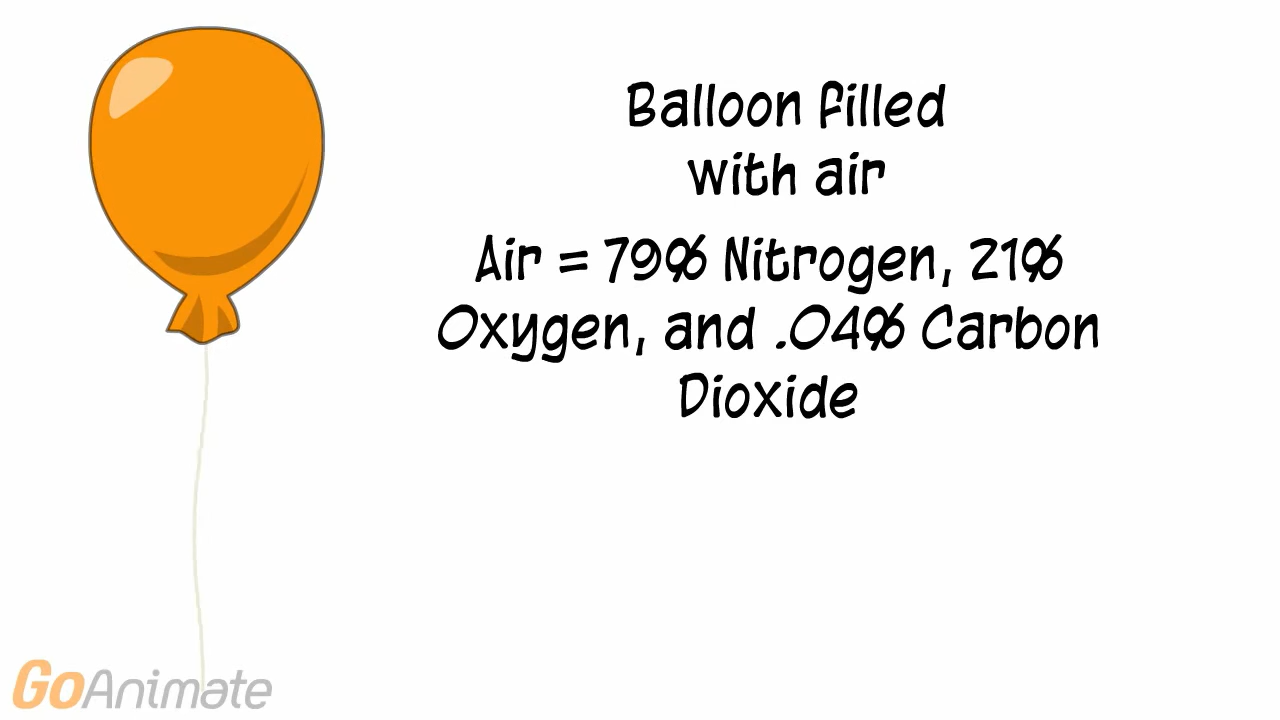 Balloon filled
with air
Air = 79% Nitrogen, 21%
Oxygen, and .04% Carbon
Dioxide
GoAnimate